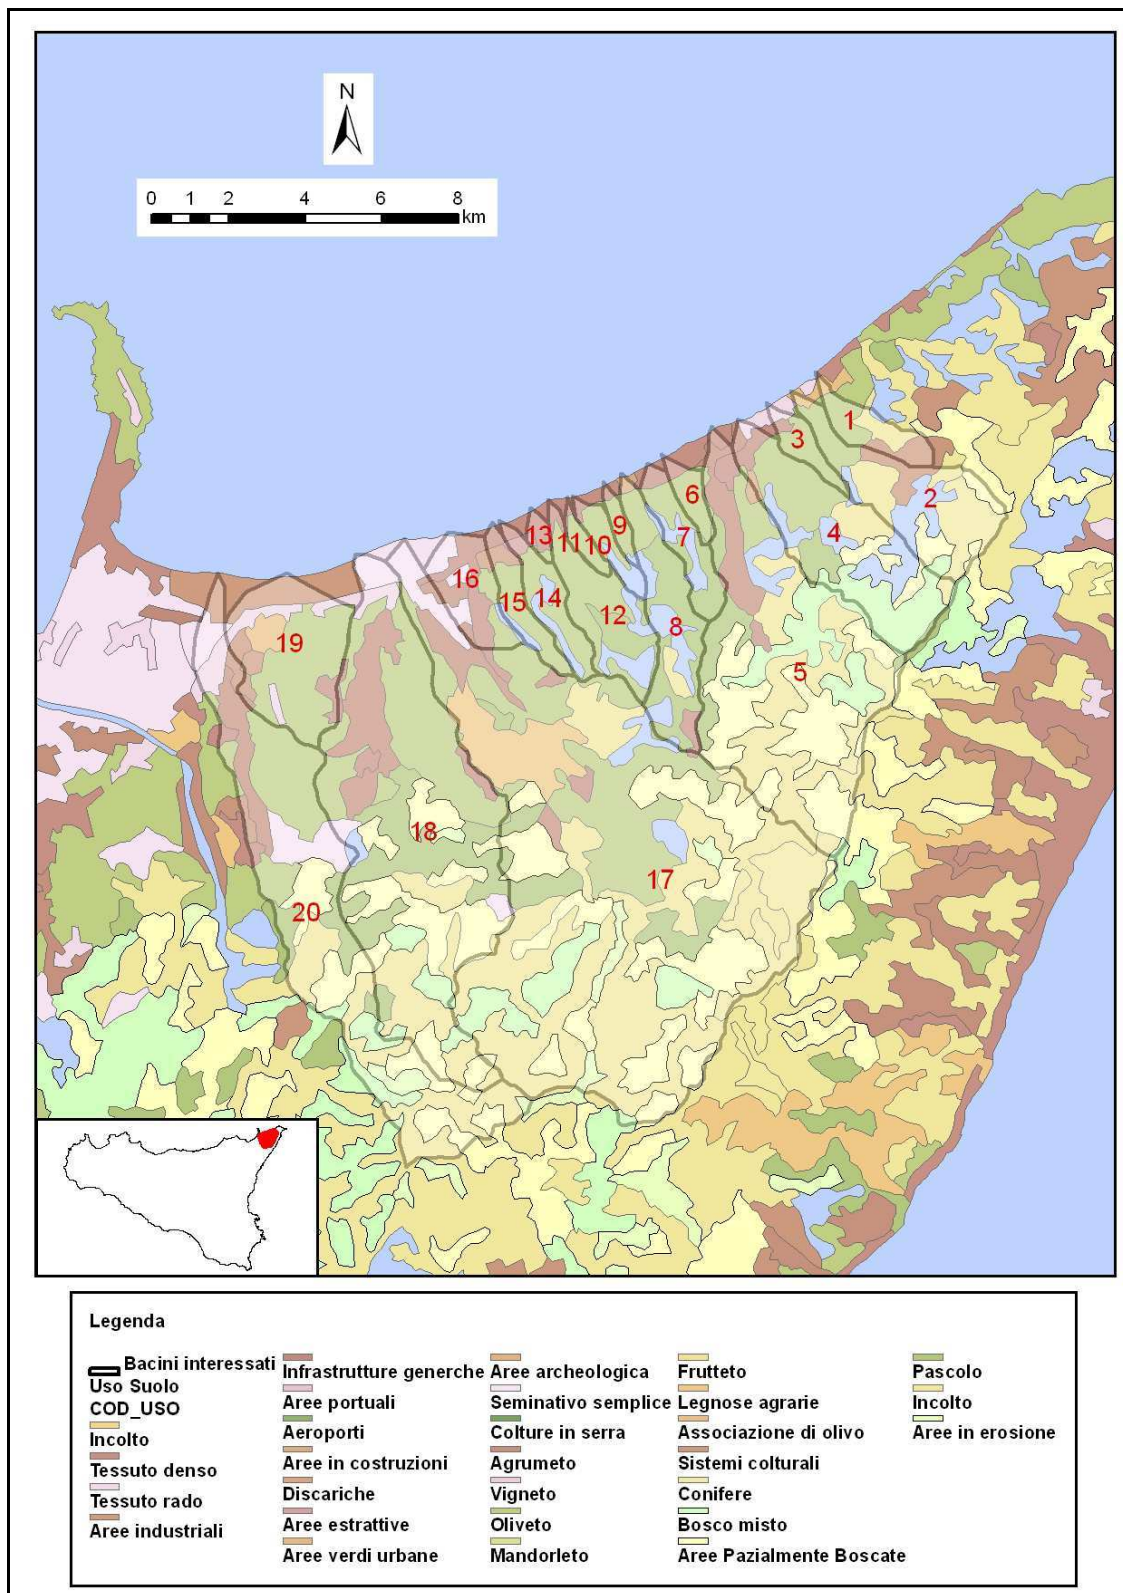 N
0 1 2 4 6 8
km
1
3
2
6
9
4
13
11
10
7
16
15
14
12
8
19
5
18
17
20
Legenda
Bacini interessati
Uso Suolo
COD_USO
Incolto
Tessuto denso
Tessuto rado
Aree industriali
Infrastrutture generche
Aree portuali
Aeroporti
Aree in costruzioni
Discariche
Aree estrattive
Aree verdi urbane
Aree archeologica
Seminativo semplice
Colture in serra
Agrumeto
Vigneto
Oliveto
Mandorleto
Frutteto
Legnose agrarie
Associazione di olivo
Sistemi colturali
Conifere
Bosco misto
Aree Pazialmente Boscate
Pascolo
Incolto
Aree in erosione